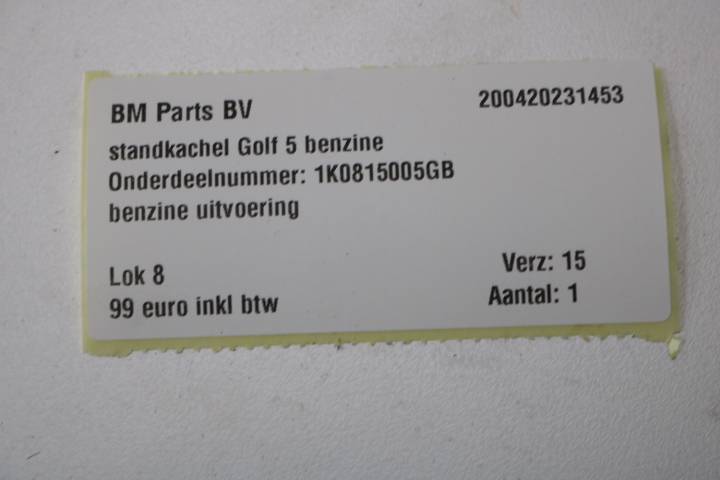 BM Parts BV 200420231453
standkachel Golf 5 benzine
Onderdeelnummer: 1K0815005GB
benzine uitvoering
Lok 8 Verz: 15
99 euro inkl btw Aantal: 1